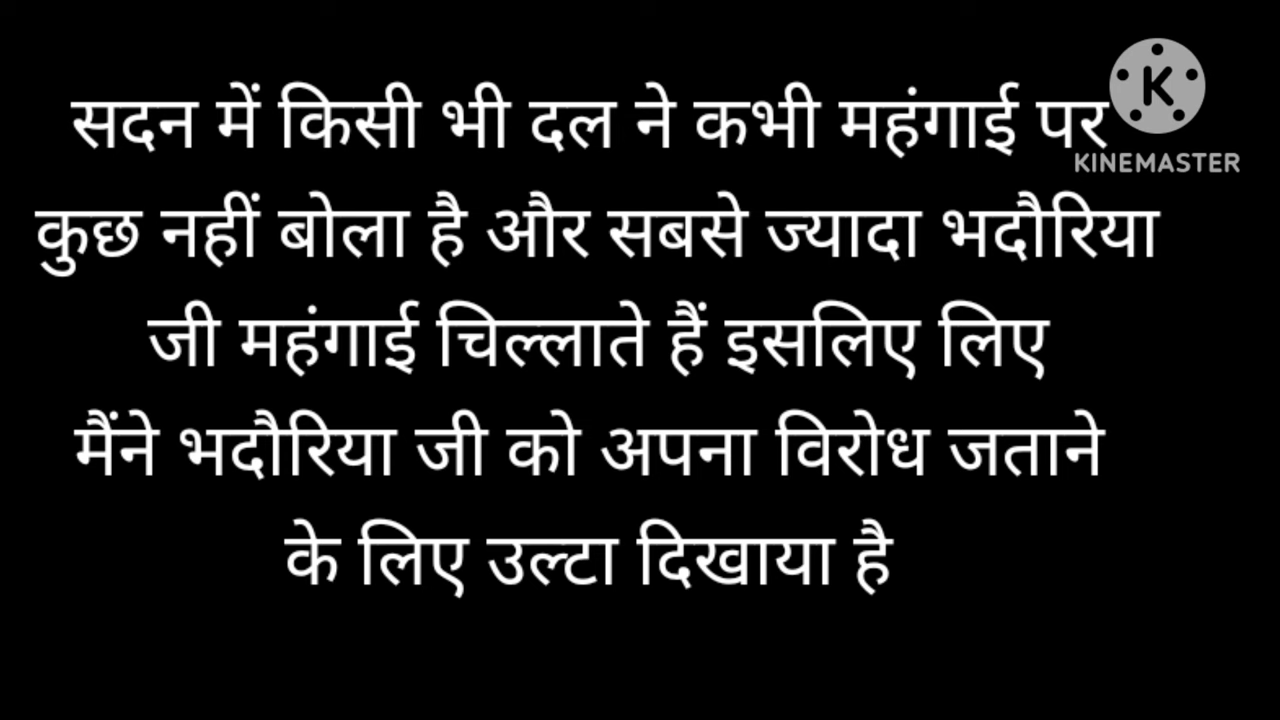 सदन में किसी भी दल ने कभी महंगाई पर
KINEMASTER
कुछ नहीं बोला है और सबसे ज्यादा भदौरिया
जी महंगाई चिल्लाते हैं इसलिए लिए
मैंने भदौरिया जी को अपना विरोध जताने
के लिए उल्टा दिखाया है